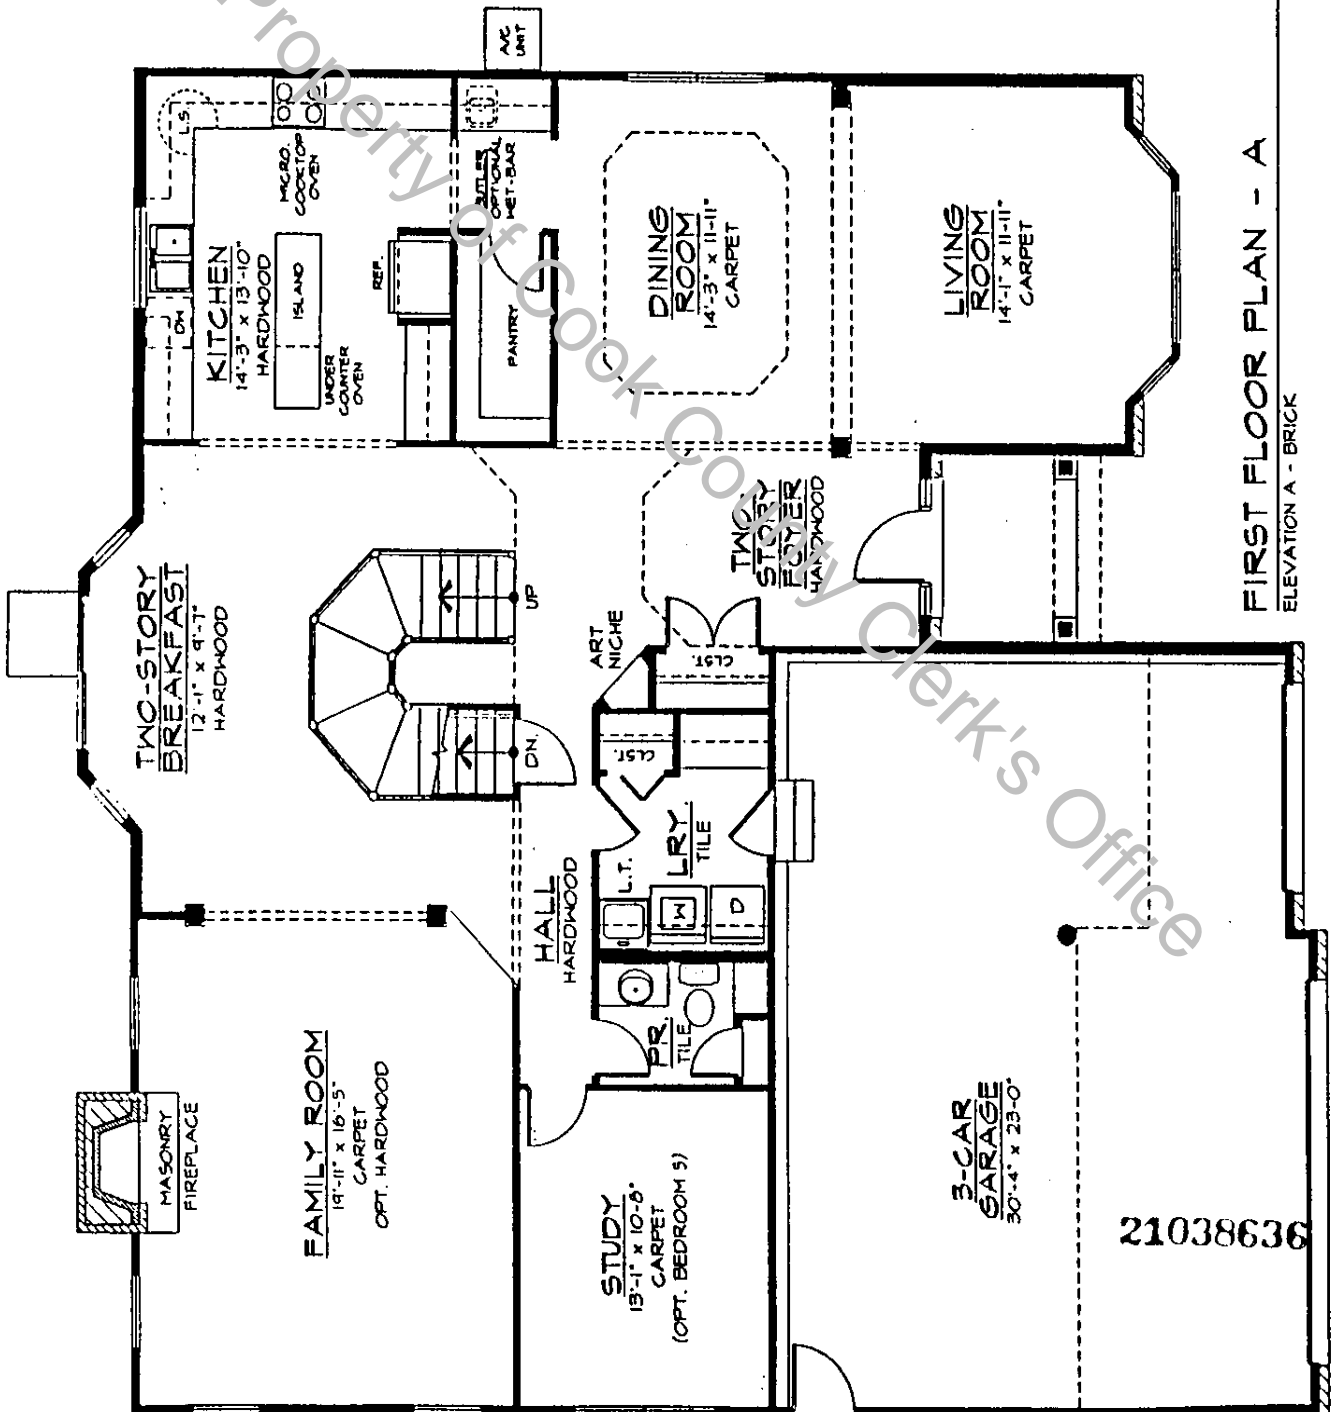 A/C
UNIT
L.S.
MICRO.
COOKTOP
OVEN
BUTLER
OPTIONAL
WET-BAR
KITCHEN
14'-3" x 13'-10"
HARDWOOD
DW
ISLAND
UNDER
COUNTER
OVEN
REF.
PANTRY
DINING
ROOM
14'-3" x 11'-11"
CARPET
LIVING
ROOM
14'-1" x 11'-11"
CARPET
TWO-STORY
BREAKFAST
12'-1" x 9'-7"
HARDWOOD
UP
DN.
TWO
STORY
FOYER
HARDWOOD
ART
NICHE
CLST.
CLST.
HALL
HARDWOOD
L.T.
LRY.
TILE
W
D
PR.
TILE
MASONRY
FIREPLACE
FAMILY ROOM
19'-11" x 16'-5"
CARPET
OPT. HARDWOOD
STUDY
13'-1" x 10'-8"
CARPET
(OPT. BEDROOM 5)
3-CAR
GARAGE
30'-4" x 23'-0"
FIRST FLOOR PLAN - A
ELEVATION A - BRICK
21038636
Property of Cook County Clerk's Office